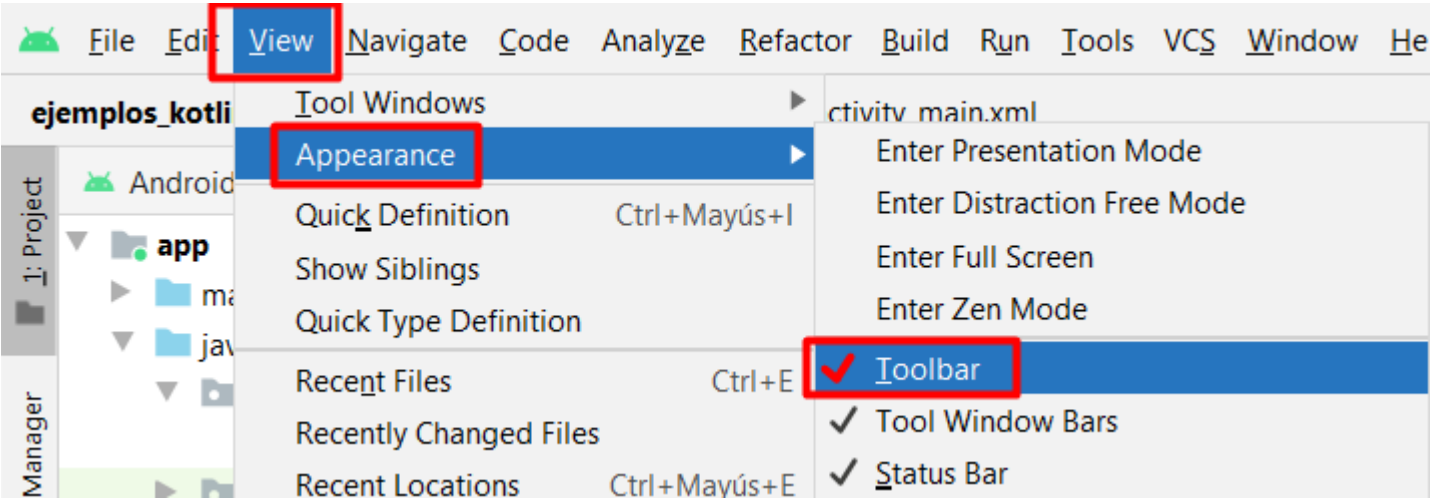 File Edit View Navigate Code Analyze Refactor Build Run Tools VCS Window He
ejemplos_kotli
ctivity_main.xml
1: Project
Manager
Android
app
ma
jav
Tool Windows
Appearance
Quick Definition Ctrl+Mayús+I
Show Siblings
Quick Type Definition
Recent Files Ctrl+E
Recently Changed Files
Recent Locations Ctrl+Mayús+E
Enter Presentation Mode
Enter Distraction Free Mode
Enter Full Screen
Enter Zen Mode
Toolbar
Tool Window Bars
Status Bar